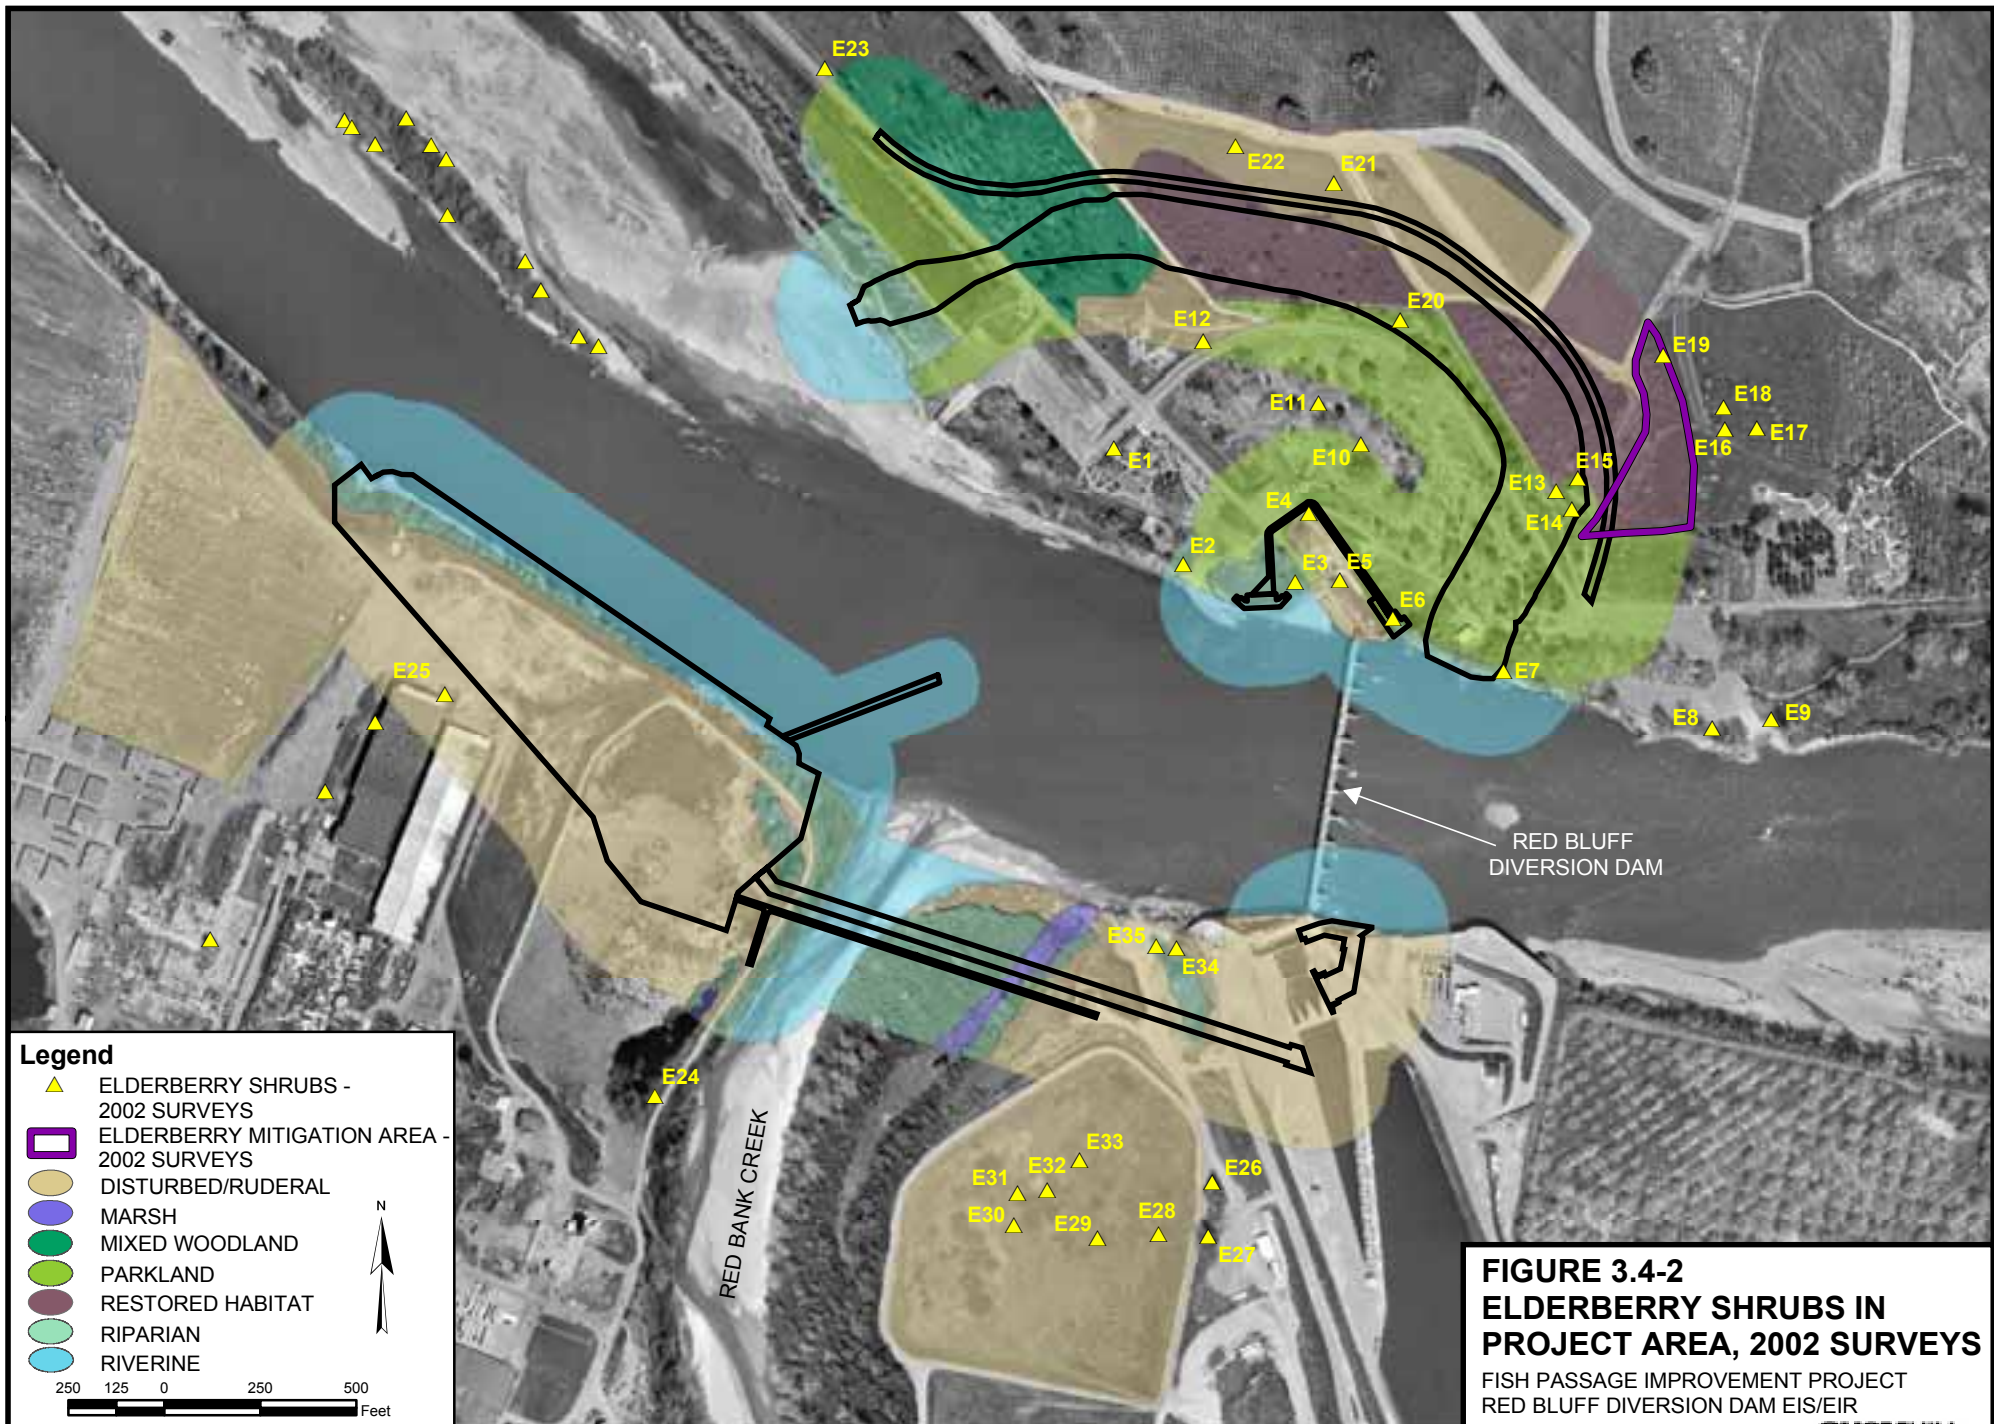 E23
E22
E21
E20
E12
E19
E18
E11
E17
E16
E1
E10
E15
E13
E4
E14
E2
E3
E5
E6
E25
E7
E8
E9
RED BLUFF
DIVERSION DAM
E35
E34
E24
E33
E32
E26
E31
E30
E29
E28
E27
RED BANK CREEK
Legend
ELDERBERRY SHRUBS -
2002 SURVEYS
ELDERBERRY MITIGATION AREA -
2002 SURVEYS
DISTURBED/RUDERAL
MARSH
MIXED WOODLAND
PARKLAND
RESTORED HABITAT
RIPARIAN
RIVERINE
N
250 125 0 250 500
Feet
FIGURE 3.4-2
ELDERBERRY SHRUBS IN
PROJECT AREA, 2002 SURVEYS
FISH PASSAGE IMPROVEMENT PROJECT
RED BLUFF DIVERSION DAM EIS/EIR